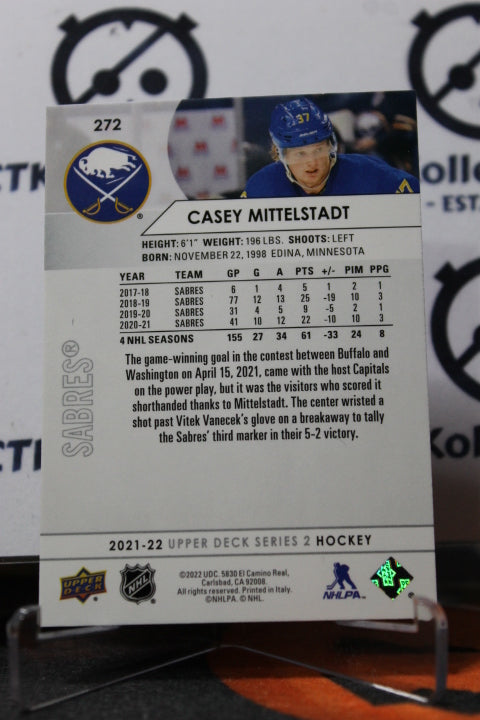 272
37
CASEY MITTELSTADT
HEIGHT: 6'1" WEIGHT: 196 LBS. SHOOTS: LEFT
BORN: NOVEMBER 22, 1998 EDINA, MINNESOTA
YEAR TEAM GP G A PTS +/- PIM PPG
2017-18 SABRES 6 1 4 5 1 2 1
2018-19 SABRES 77 12 13 25 -19 10 3
2019-20 SABRES 31 4 5 9 -5 2 1
2020-21 SABRES 41 10 12 22 -10 10 3
4 NHL SEASONS 155 27 34 61 -33 24 8
The game-winning goal in the contest between Buffalo and
Washington on April 15, 2021, came with the host Capitals
on the power play, but it was the visitors who scored it
shorthanded thanks to Mittelstadt. The center wristed a
shot past Vitek Vanecek's glove on a breakaway to tally
the Sabres' third marker in their 5-2 victory.
SABRES®
2021-22 UPPER DECK SERIES 2 HOCKEY
UPPER DECK
NHL
©2022 UDC. 5830 El Camino Real,
Carlsbad, CA 92008.
All rights reserved. Printed in Italy.
©NHLPA. © NHL.
NHLPA
CTK
Kolle
- ESTA